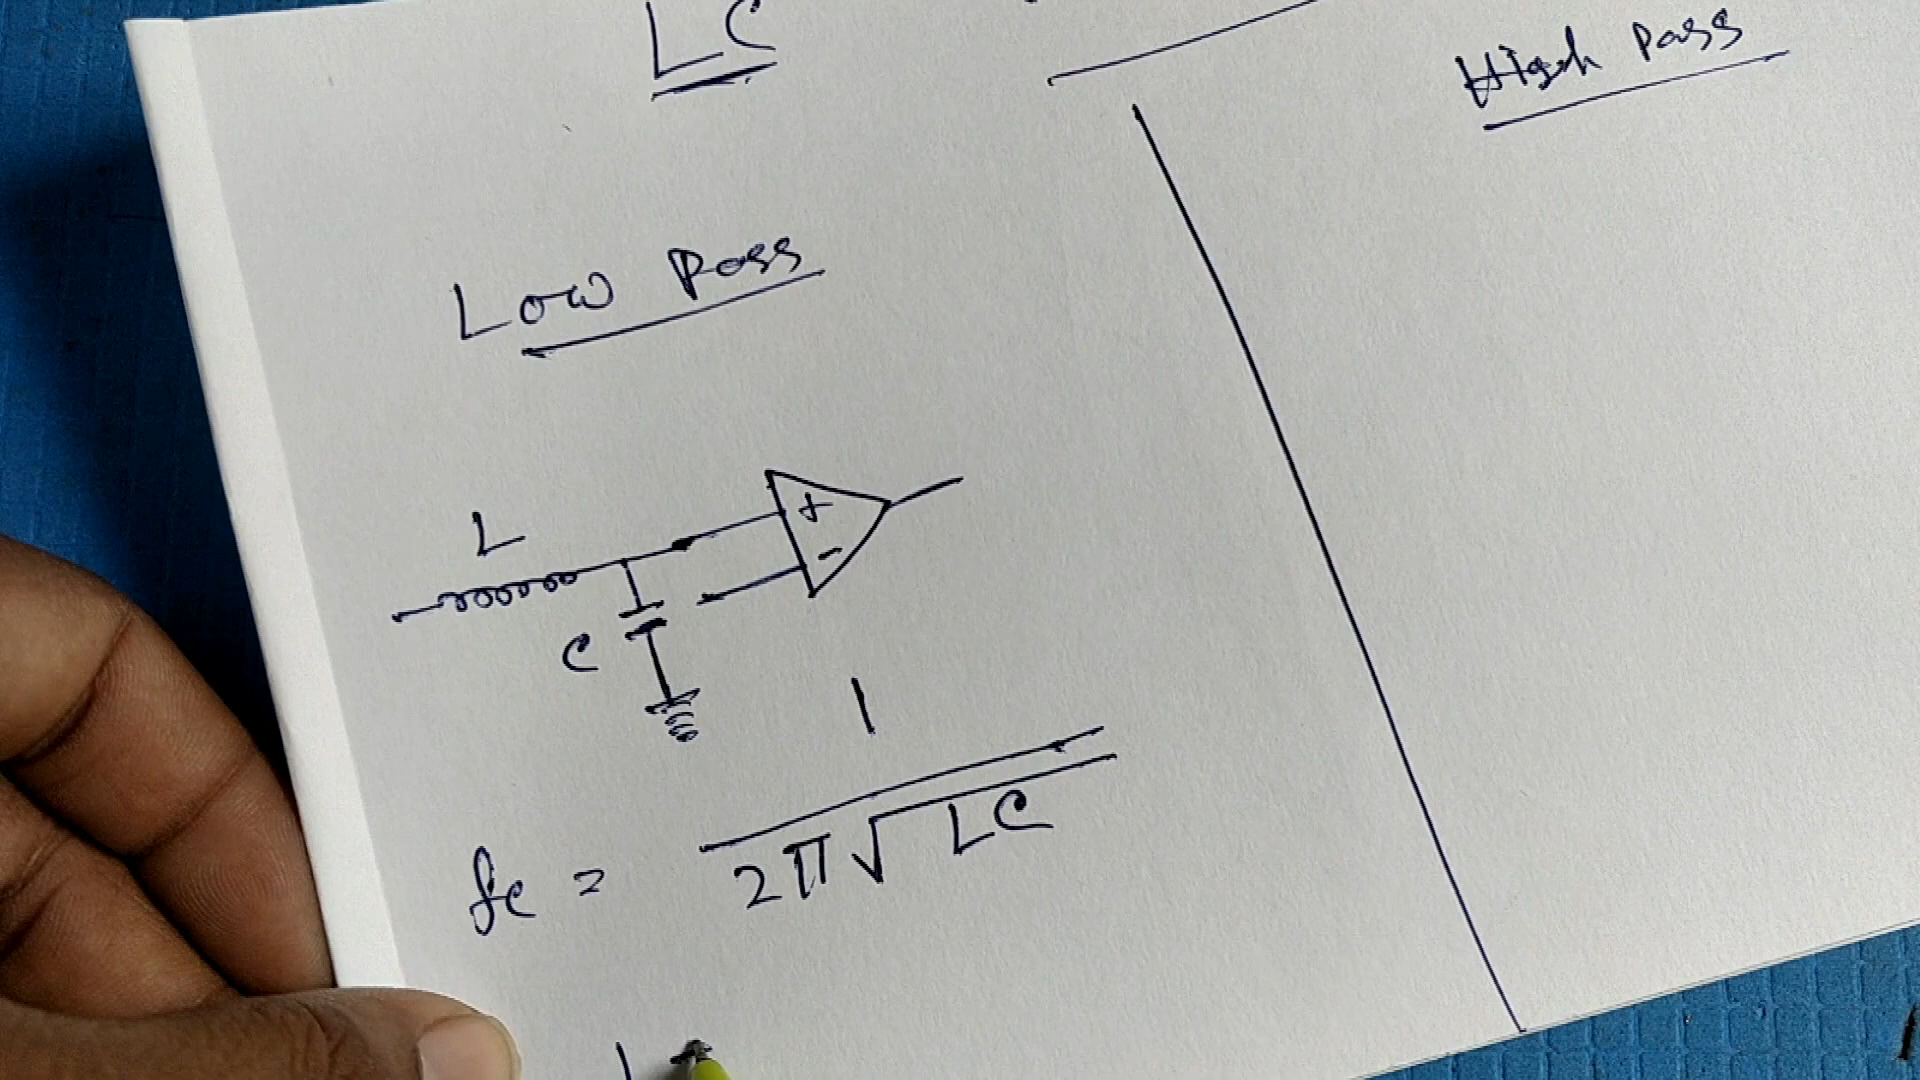 LC
High Pass
Low Pass
L
+
-
C
fc = 1 / 2π√LC